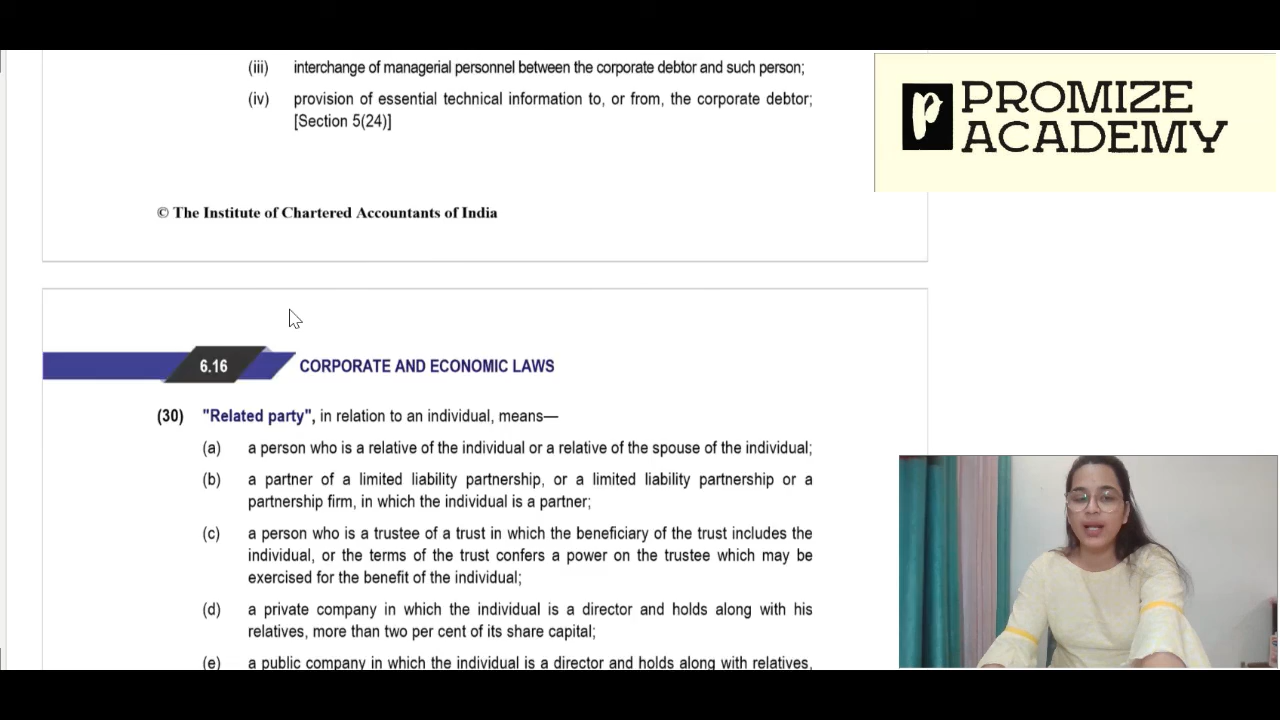 (iii) interchange of managerial personnel between the corporate debtor and such person;
(iv) provision of essential technical information to, or from, the corporate debtor;
[Section 5(24)]
© The Institute of Chartered Accountants of India
PROMIZE
ACADEMY
6.16 CORPORATE AND ECONOMIC LAWS
(30) "Related party", in relation to an individual, means—
(a) a person who is a relative of the individual or a relative of the spouse of the individual;
(b) a partner of a limited liability partnership, or a limited liability partnership or a
partnership firm, in which the individual is a partner;
(c) a person who is a trustee of a trust in which the beneficiary of the trust includes the
individual, or the terms of the trust confers a power on the trustee which may be
exercised for the benefit of the individual;
(d) a private company in which the individual is a director and holds along with his
relatives, more than two per cent of its share capital;
(e) a public company in which the individual is a director and holds along with relatives,